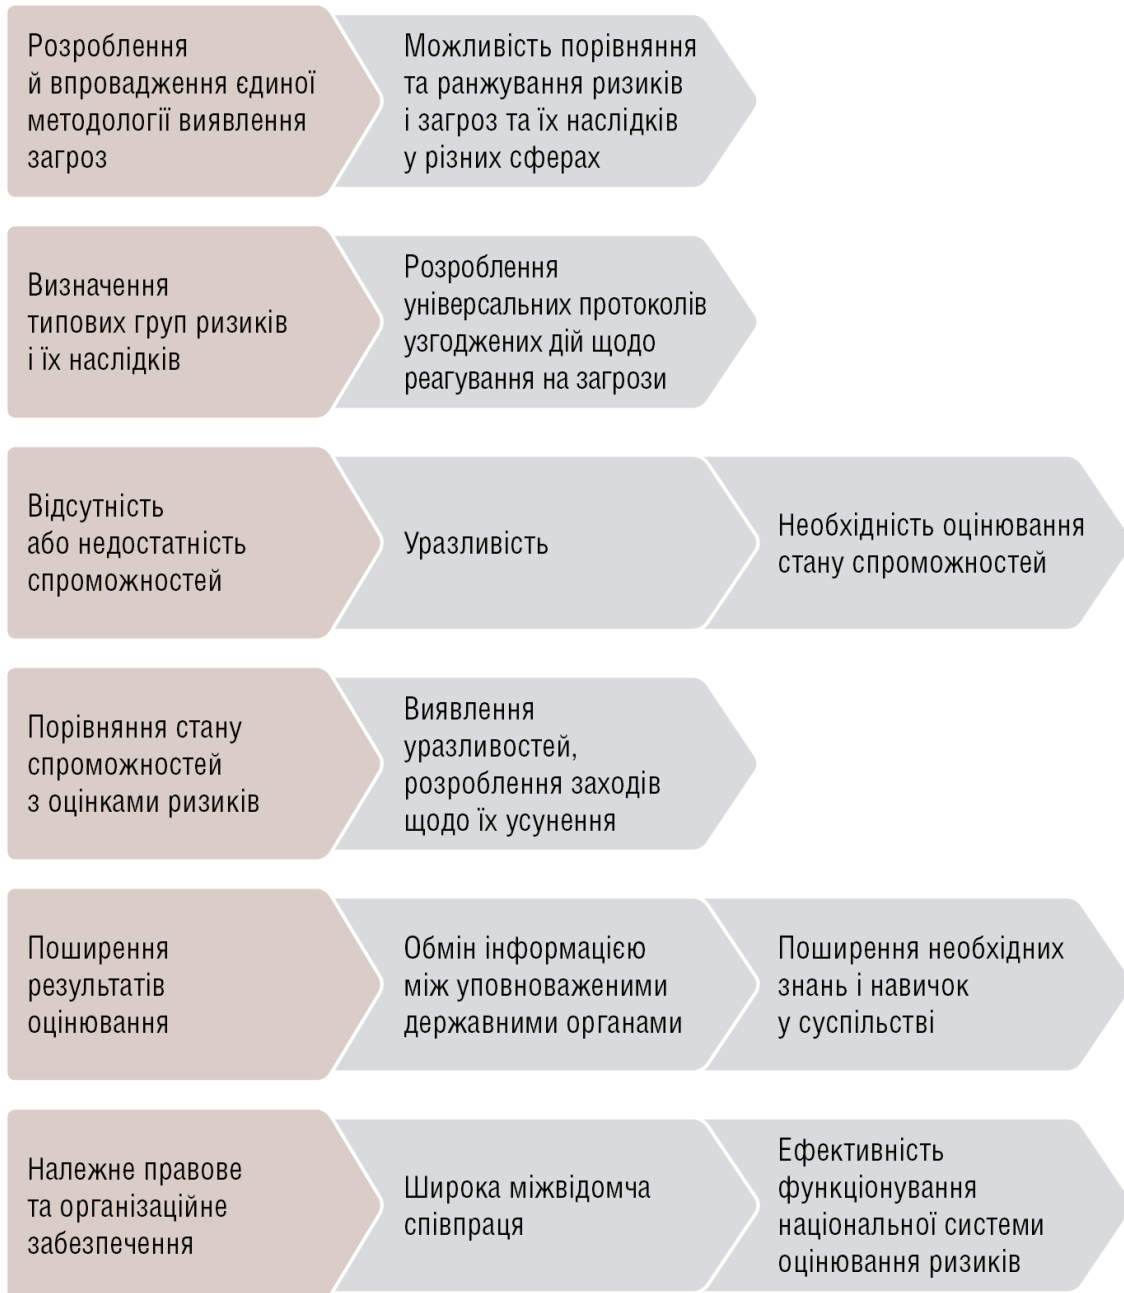 Розроблення
й впровадження єдиної
методології виявлення
загроз
Можливість порівняння
та ранжування ризиків
і загроз та їх наслідків
у різних сферах
Визначення
типових груп ризиків
і їх наслідків
Розроблення
універсальних протоколів
узгоджених дій щодо
реагування на загрози
Відсутність
або недостатність
спроможностей
Уразливість
Необхідність оцінювання
стану спроможностей
Порівняння стану
спроможностей
з оцінками ризиків
Виявлення
уразливостей,
розроблення заходів
щодо їх усунення
Поширення
результатів
оцінювання
Обмін інформацією
між уповноваженими
державними органами
Поширення необхідних
знань і навичок
у суспільстві
Належне правове
та організаційне
забезпечення
Широка міжвідомча
співпраця
Ефективність
функціонування
національної системи
оцінювання ризиків